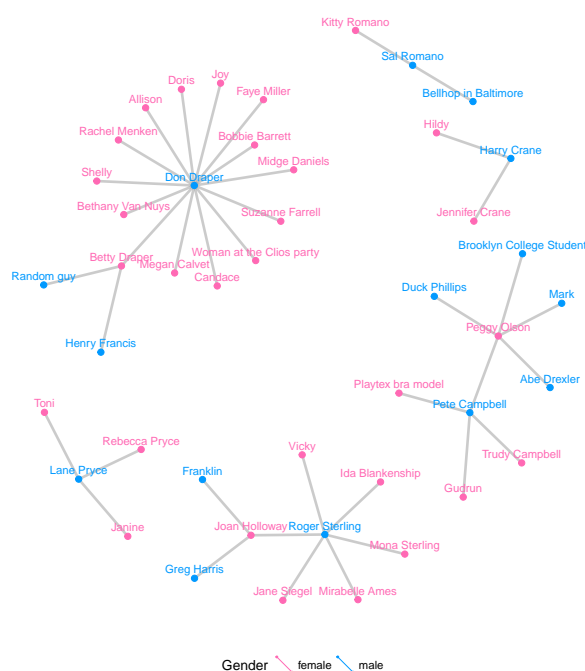 Kitty Romano
Sal Romano
Joy
Doris
Faye Miller
Bellhop in Baltimore
Allison
Hildy
Rachel Menken
Bobbie Barrett
Harry Crane
Midge Daniels
Shelly
Don Draper
Bethany Van Nuys
Suzanne Farrell
Jennifer Crane
Woman at the Clios party
Brooklyn College Student
Betty Draper
Megan Calvet
Random guy
Candace
Duck Phillips
Mark
Peggy Olson
Henry Francis
Abe Drexler
Playtex bra model
Pete Campbell
Toni
Rebecca Pryce
Vicky
Trudy Campbell
Lane Pryce
Franklin
Ida Blankenship
Gudrun
Janine
Joan Holloway
Roger Sterling
Mona Sterling
Greg Harris
Jane Siegel
Mirabelle Ames
Gender female male